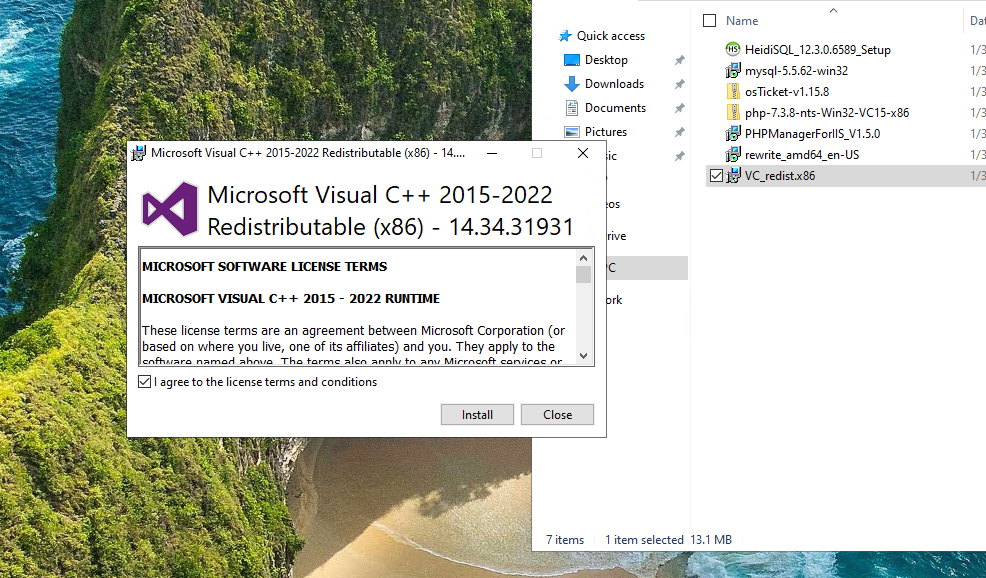 Microsoft Visual C++ 2015-2022 Redistributable (x86) - 14....
Microsoft Visual C++ 2015-2022
Redistributable (x86) - 14.34.31931
MICROSOFT SOFTWARE LICENSE TERMS
MICROSOFT VISUAL C++ 2015 - 2022 RUNTIME
These license terms are an agreement between Microsoft Corporation (or
based on where you live, one of its affiliates) and you. They apply to the
software named above. The terms also apply to any Microsoft services or
I agree to the license terms and conditions
Install
Close
Quick access
Desktop
Downloads
Documents
Pictures
ic
eos
rive
PC
ork
Name
Dat
HeidiSQL_12.3.0.6589_Setup
1/3
mysql-5.5.62-win32
1/3
osTicket-v1.15.8
1/3
php-7.3.8-nts-Win32-VC15-x86
1/3
PHPManagerForIIS_V1.5.0
1/3
rewrite_amd64_en-US
1/3
VC_redist.x86
1/3
7 items
1 item selected
13.1 MB
HS